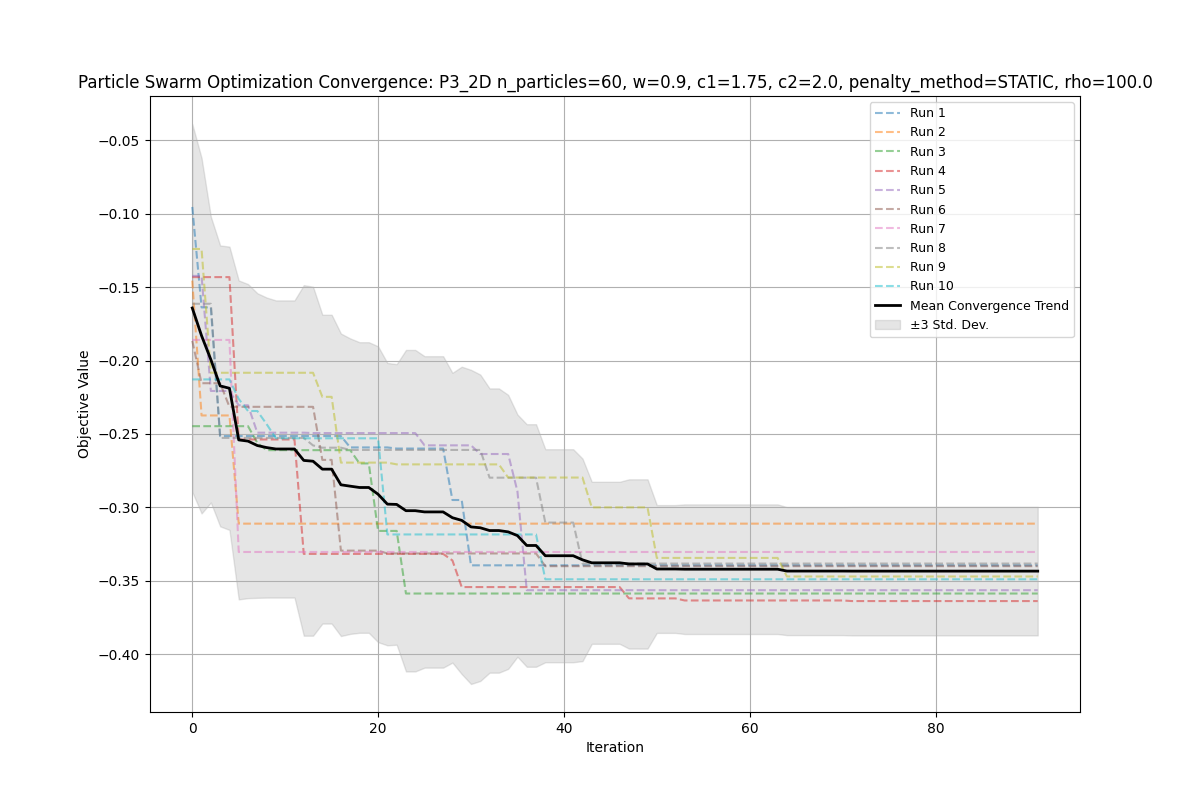 Particle Swarm Optimization Convergence: P3_2D n_particles=60, w=0.9, c1=1.75, c2=2.0, penalty_method=STATIC, rho=100.0
Run 1
Run 2
Run 3
Run 4
Run 5
Run 6
Run 7
Run 8
Run 9
Run 10
Mean Convergence Trend
±3 Std. Dev.
Objective Value
−0.05
−0.10
−0.15
−0.20
−0.25
−0.30
−0.35
−0.40
0 20 40 60 80
Iteration